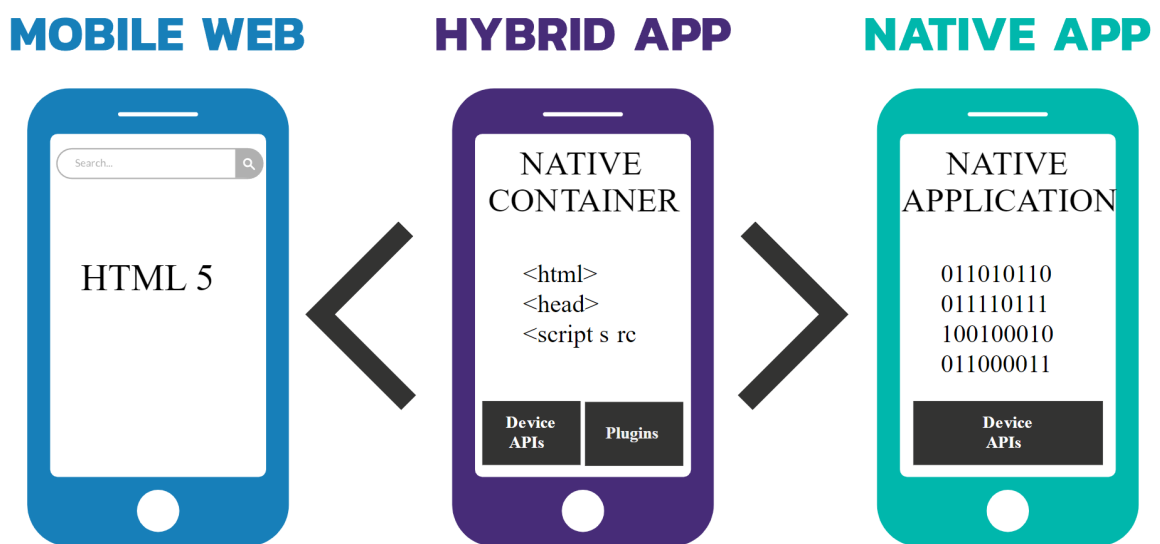 MOBILE WEB
HYBRID APP
NATIVE APP
Search...
HTML 5
NATIVE
CONTAINER
<html>
<head>
<script s rc
Device
APIs
Plugins
NATIVE
APPLICATION
011010110
011110111
100100010
011000011
Device
APIs